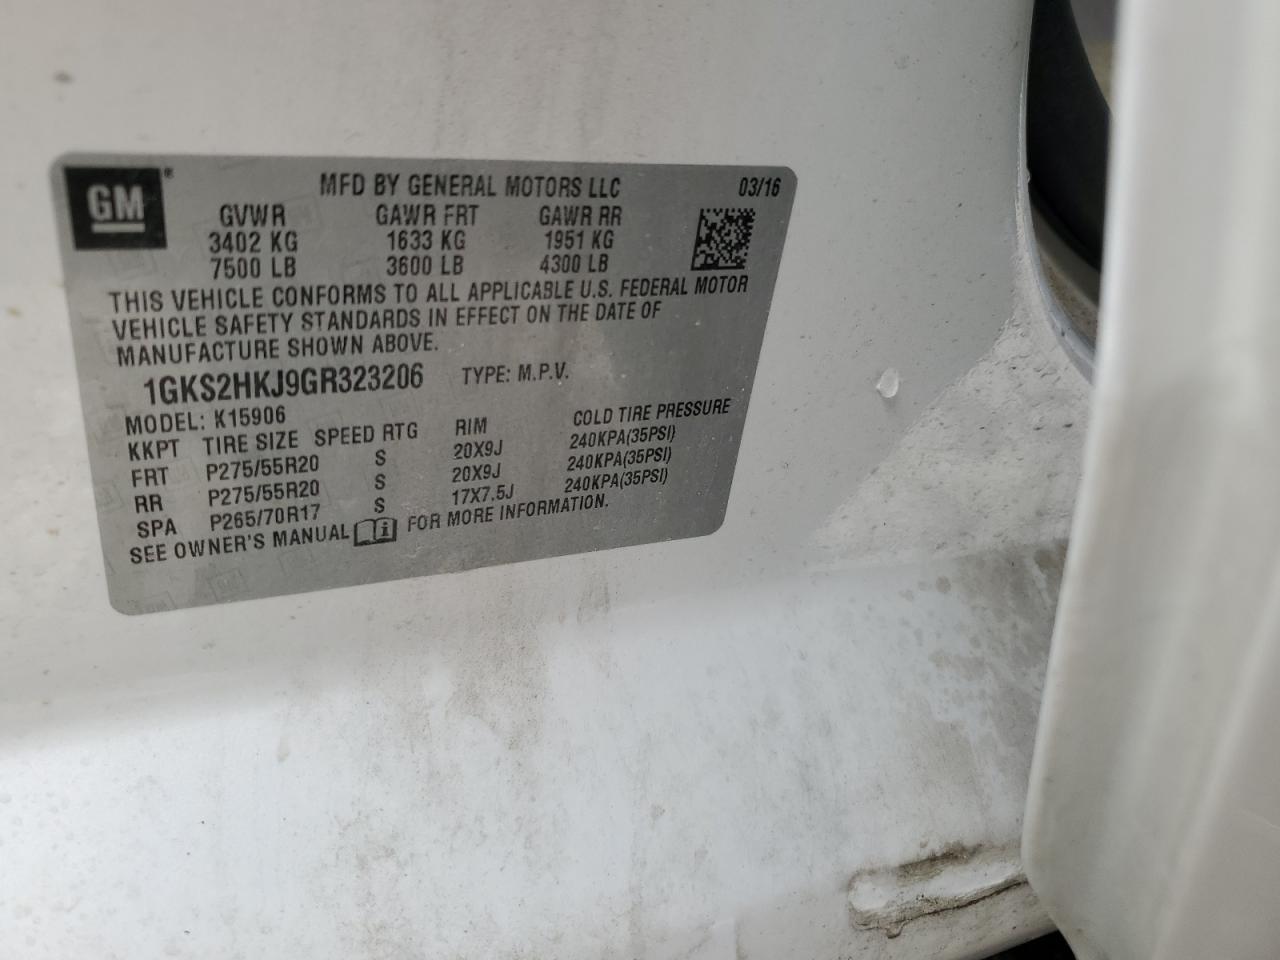 GM®
MFD BY GENERAL MOTORS LLC 03/16
GVWR GAWR FRT GAWR RR
3402 KG 1633 KG 1951 KG
7500 LB 3600 LB 4300 LB
THIS VEHICLE CONFORMS TO ALL APPLICABLE U.S. FEDERAL MOTOR
VEHICLE SAFETY STANDARDS IN EFFECT ON THE DATE OF
MANUFACTURE SHOWN ABOVE.
1GKS2HKJ9GR323206 TYPE: M.P.V.
MODEL: K15906
KKPT TIRE SIZE SPEED RTG RIM COLD TIRE PRESSURE
FRT P275/55R20 S 20X9J 240KPA(35PSI)
RR P275/55R20 S 20X9J 240KPA(35PSI)
SPA P265/70R17 S 17X7.5J 240KPA(35PSI)
SEE OWNER'S MANUAL i FOR MORE INFORMATION.